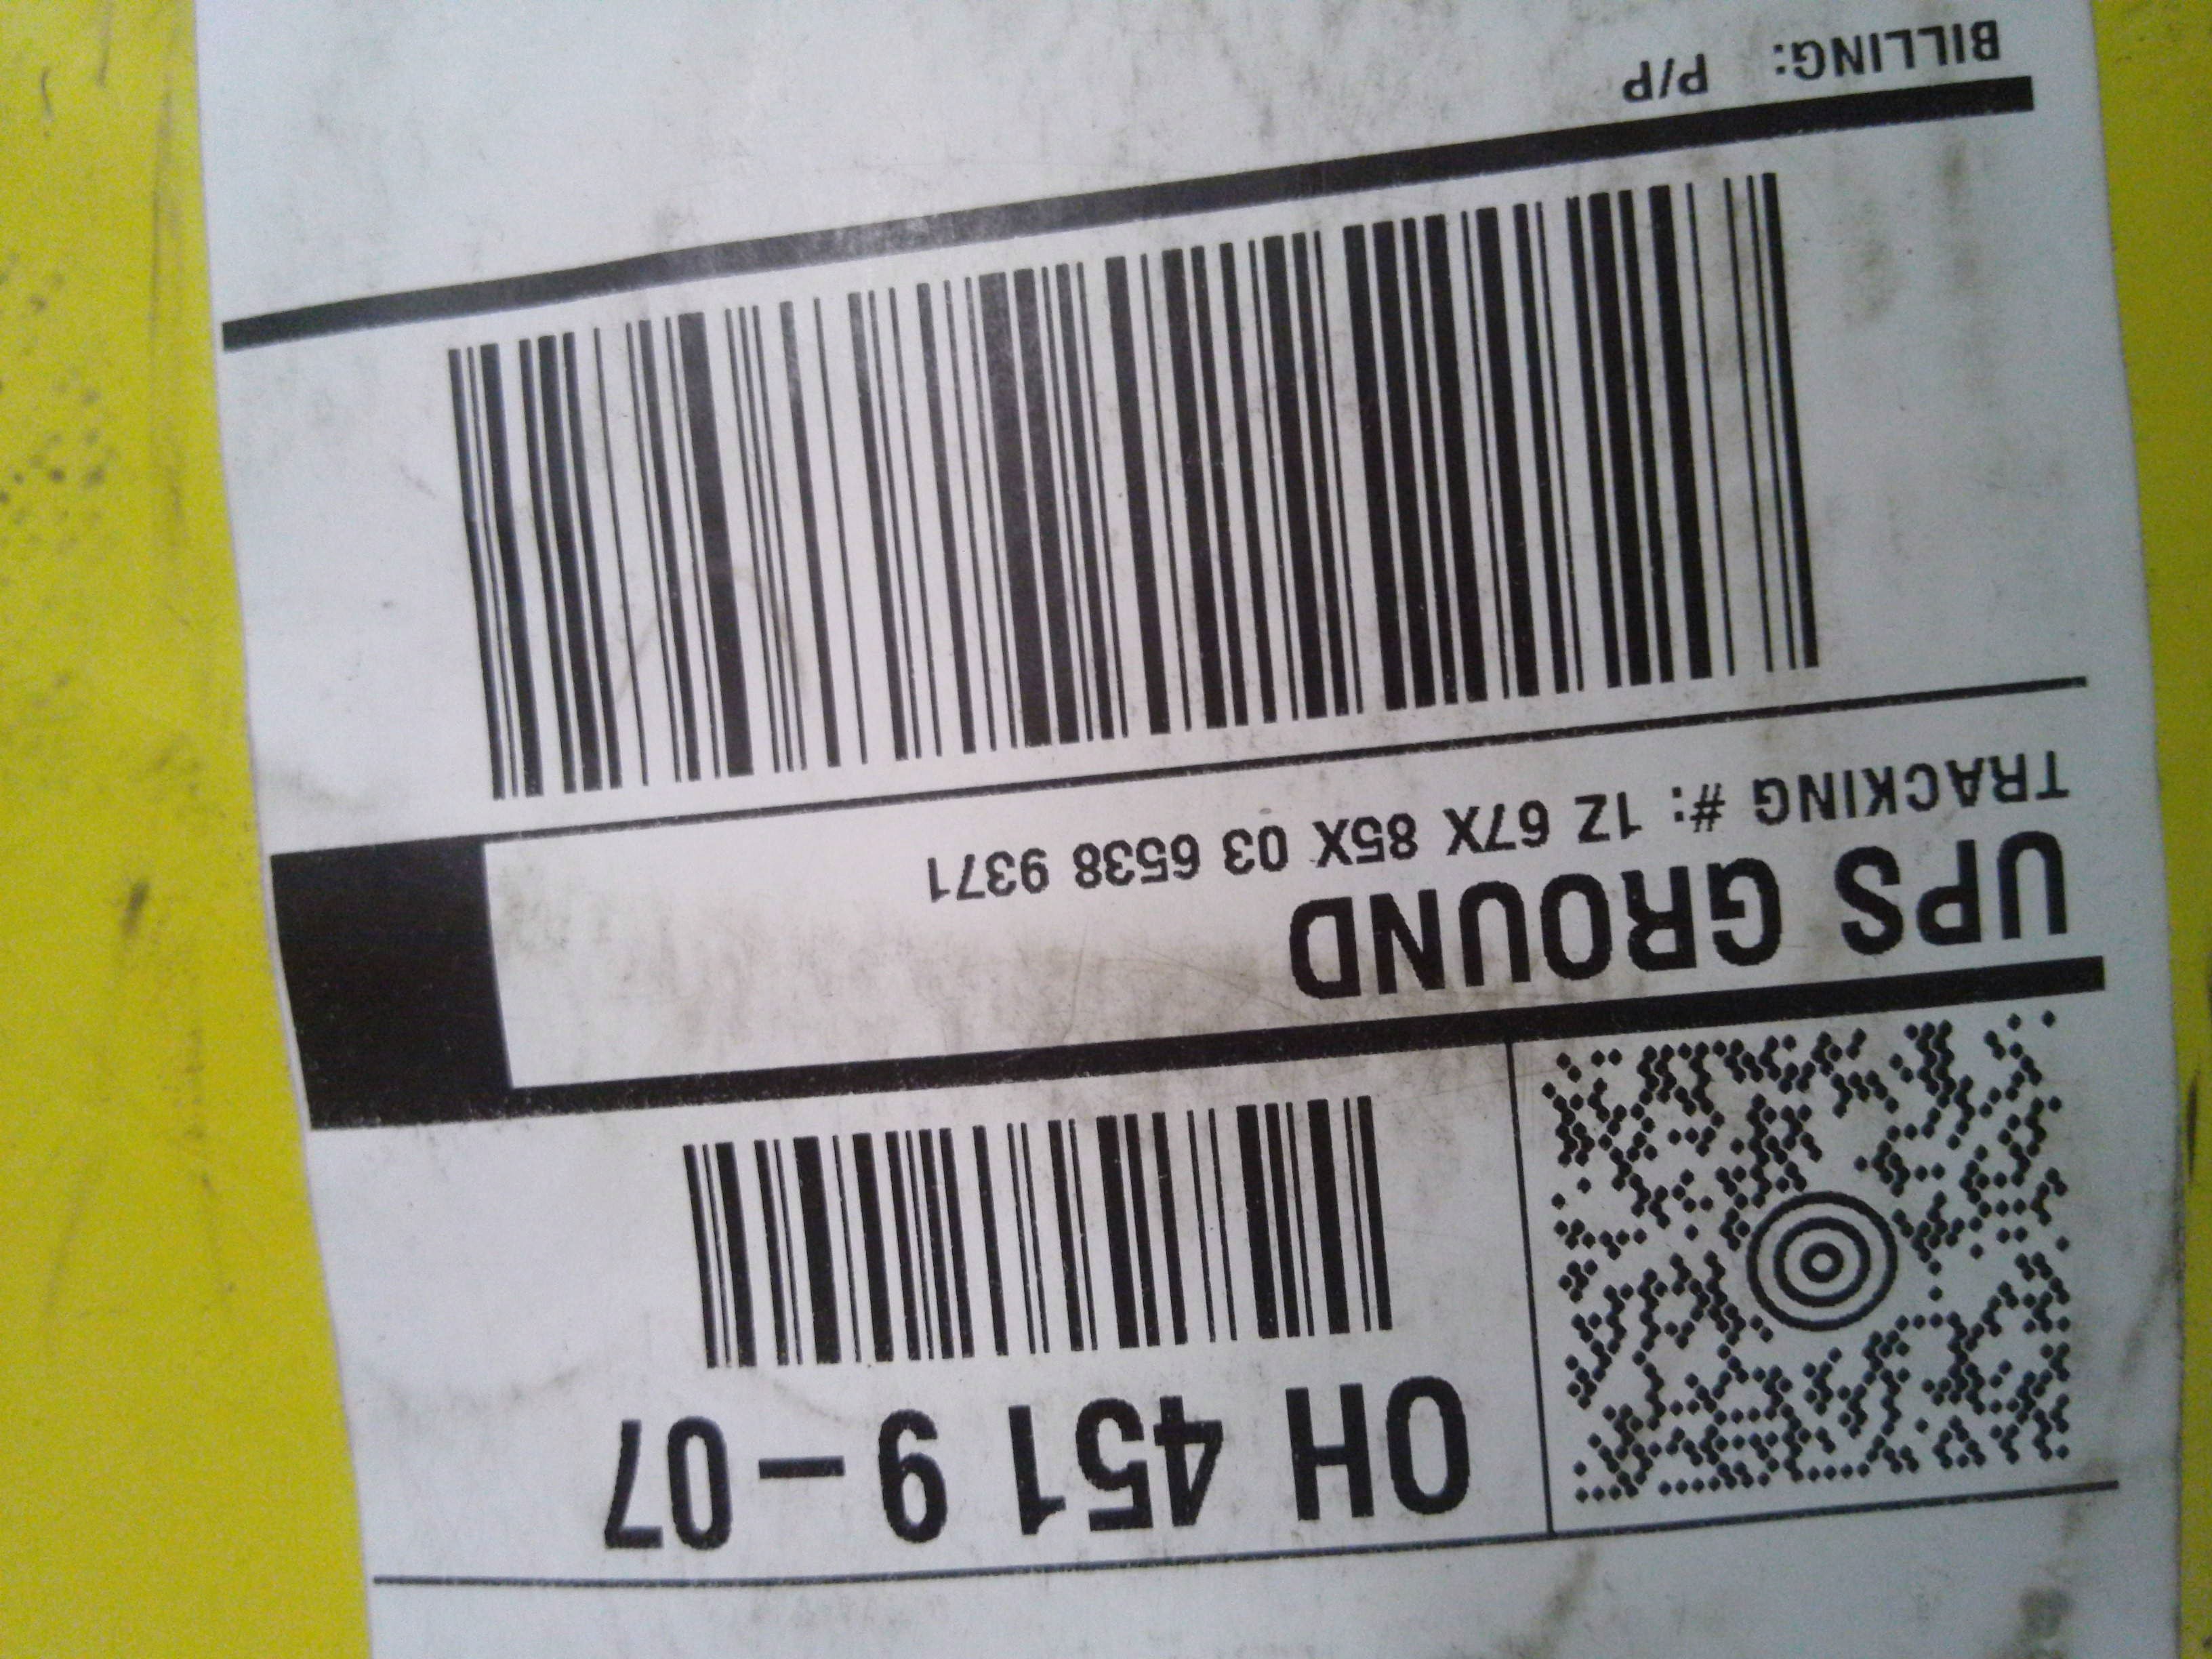 OH 451 9-07
UPS GROUND
TRACKING #: 1Z 67X 85X 03 6538 9371
BILLING: P/P